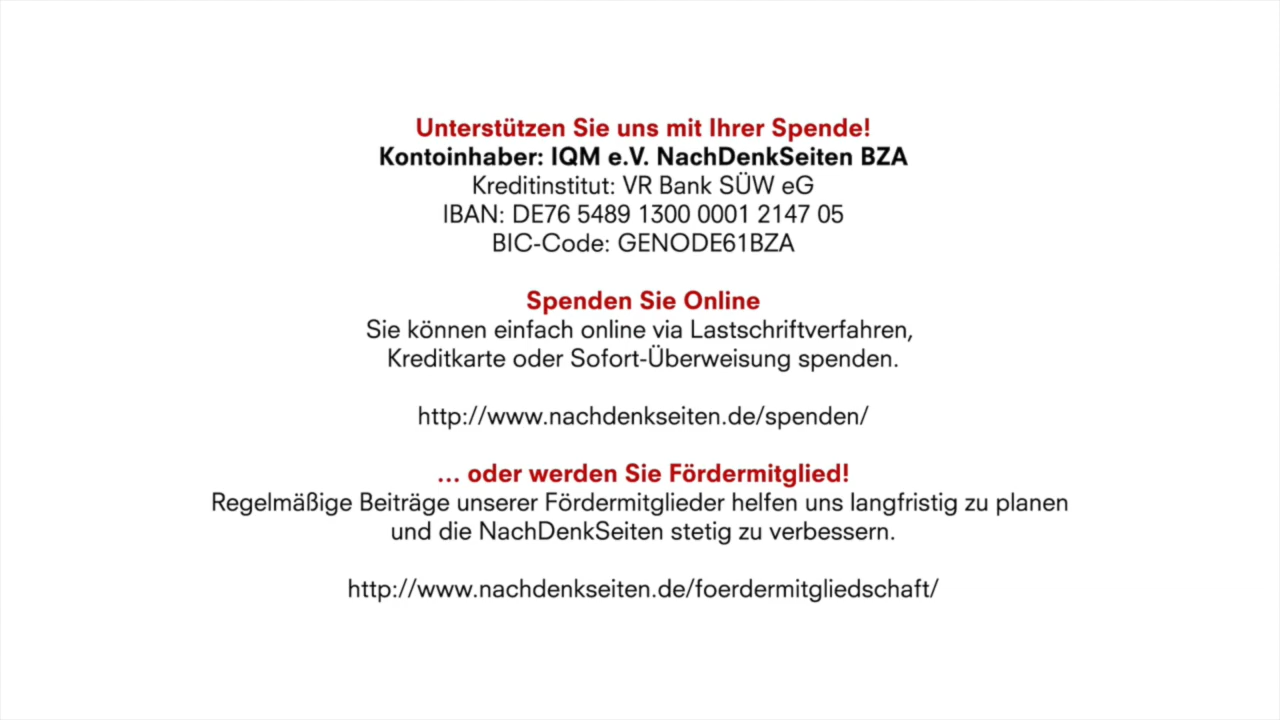 Unterstützen Sie uns mit Ihrer Spende!
Kontoinhaber: IQM e.V. NachDenkSeiten BZA
Kreditinstitut: VR Bank SÜW eG
IBAN: DE76 5489 1300 0001 2147 05
BIC-Code: GENODE61BZA
Spenden Sie Online
Sie können einfach online via Lastschriftverfahren,
Kreditkarte oder Sofort-Überweisung spenden.
http://www.nachdenkseiten.de/spenden/
... oder werden Sie Fördermitglied!
Regelmäßige Beiträge unserer Fördermitglieder helfen uns langfristig zu planen
und die NachDenkSeiten stetig zu verbessern.
http://www.nachdenkseiten.de/foerdermitgliedschaft/